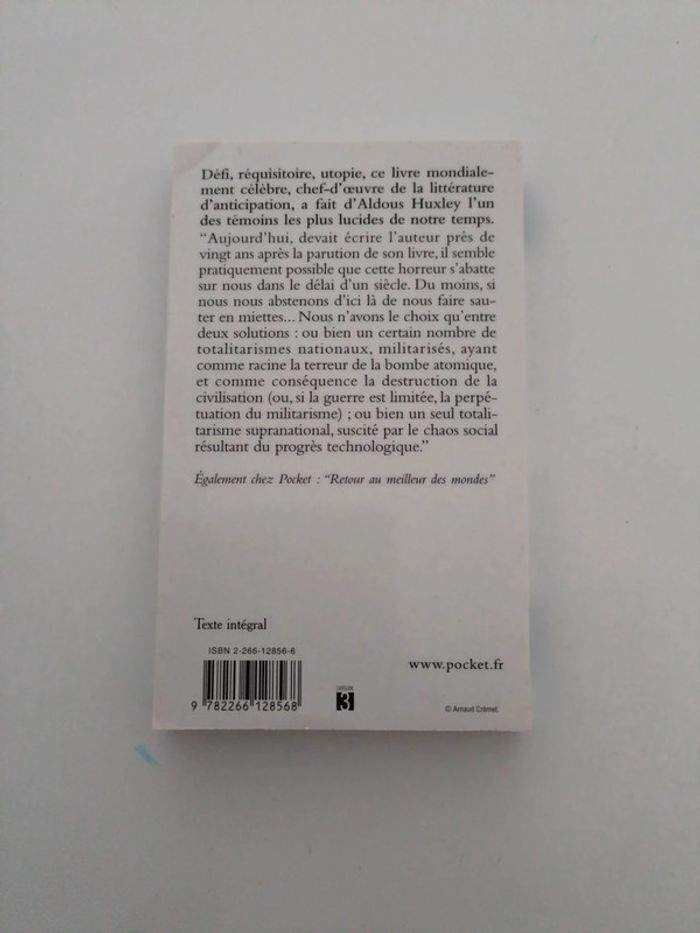 Défi, réquisitoire, utopie, ce livre mondiale-
ment célèbre, chef-d'œuvre de la littérature
d'anticipation, a fait d'Aldous Huxley l'un
des témoins les plus lucides de notre temps.
“Aujourd'hui, devait écrire l'auteur près de
vingt ans après la parution de son livre, il semble
pratiquement possible que cette horreur s'abatte
sur nous dans le délai d'un siècle. Du moins, si
nous nous abstenons d'ici là de nous faire sau-
ter en miettes... Nous n'avons le choix qu'entre
deux solutions : ou bien un certain nombre de
totalitarismes nationaux, militarisés, ayant
comme racine la terreur de la bombe atomique,
et comme conséquence la destruction de la
civilisation (ou, si la guerre est limitée, la perpé-
tuation du militarisme) ; ou bien un seul totali-
tarisme supranational, suscité par le chaos social
résultant du progrès technologique.”
Également chez Pocket : “Retour au meilleur des mondes”
Texte intégral
ISBN 2-266-12856-6
9 782266 128568
3
www.pocket.fr
© Arnaud Crémet.